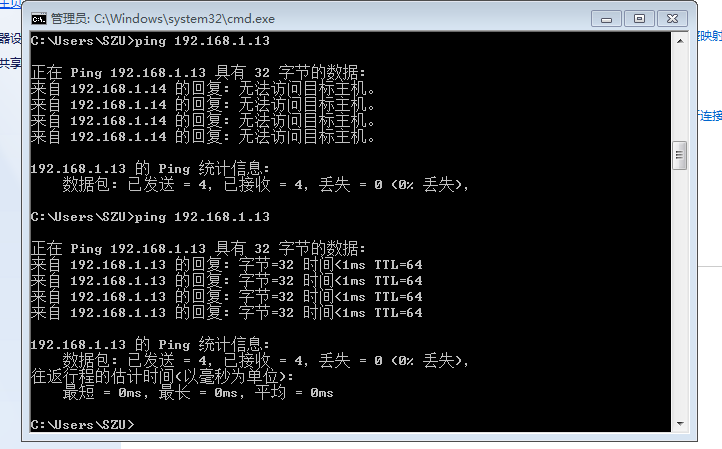 主页
管理员: C:\Windows\system32\cmd.exe
C:\Users\SZU>ping 192.168.1.13
器设
共享
映射
正在 Ping 192.168.1.13 具有 32 字节的数据:
来自 192.168.1.14 的回复: 无法访问目标主机。
来自 192.168.1.14 的回复: 无法访问目标主机。
来自 192.168.1.14 的回复: 无法访问目标主机。
来自 192.168.1.14 的回复: 无法访问目标主机。
连接
192.168.1.13 的 Ping 统计信息:
数据包: 已发送 = 4, 已接收 = 4, 丢失 = 0 (0% 丢失),
C:\Users\SZU>ping 192.168.1.13
正在 Ping 192.168.1.13 具有 32 字节的数据:
来自 192.168.1.13 的回复: 字节=32 时间<1ms TTL=64
来自 192.168.1.13 的回复: 字节=32 时间<1ms TTL=64
来自 192.168.1.13 的回复: 字节=32 时间<1ms TTL=64
来自 192.168.1.13 的回复: 字节=32 时间<1ms TTL=64
192.168.1.13 的 Ping 统计信息:
数据包: 已发送 = 4, 已接收 = 4, 丢失 = 0 (0% 丢失),
往返行程的估计时间(以毫秒为单位):
最短 = 0ms, 最长 = 0ms, 平均 = 0ms
C:\Users\SZU>